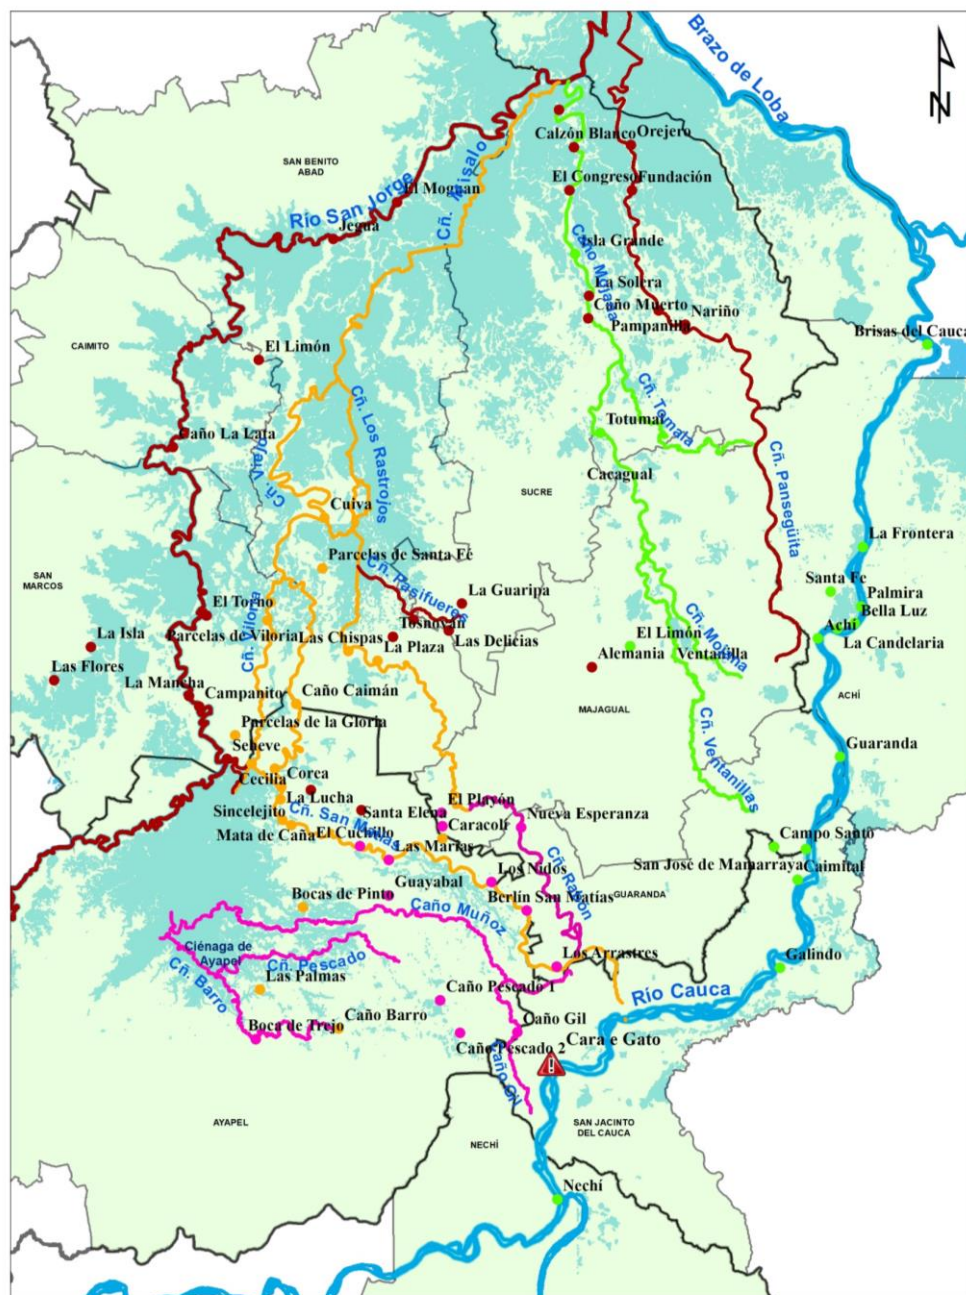 Brazo de Loba
N
Calzón Blanco
Orejero
SAN BENITO
ABAD
El Congreso
Fundación
El Moguan
Río San Jorge
Jegua
Isla Grande
Caño Mojana
La Solera
Caño Muerto
Nariño
Pampanilla
Brisas del Cauca
CAIMITO
El Limón
Cñ. Los Rastrojos
Cñ. Tomala
Totumal
Caño La Lata
Cñ. Viejo
Cacagual
Cñ. Pansegüita
SUCRE
Cuiva
La Frontera
Parcelas de Santa Fé
SAN
MARCOS
Cñ. Pasifueres
Santa Fe
Palmira
La Guaripa
El Torno
Bella Luz
Cñ. Viloria
Tosnovan
Achí
Parcelas de Viloria
Las Chispas
La Plaza
Las Delicias
El Limón
La Candelaria
La Isla
Alemania
Ventanilla
Cñ. Mojana
Las Flores
La Mancha
Campanito
Caño Caimán
ACHÍ
MAJAGUAL
Parcelas de la Gloria
Cñ. Ventanillas
Seheve
Guaranda
Cecilia
Corea
La Lucha
El Playón
Sincelejito
Cñ. San Matías
Santa Elena
Nueva Esperanza
Mata de Caña
El Cuchillo
Caracoli
Campo Santo
Las Marías
San José de Mamarraya
Caimital
Los Nidos
Cñ. Ratón
Guayabal
GUARANDA
Bocas de Pinto
Caño Muñoz
Berlín San Matías
Ciénaga de
Ayapel
Cñ. Pescado
Los Arrastres
Galindo
Cñ. Barro
Las Palmas
Río Cauca
Caño Pescado 1
Caño Barro
Caño Gil
Boca de Trejo
Cara e Gato
Caño Pescado 2
Caño Gil
AYAPEL
SAN JACINTO
DEL CAUCA
NECHÍ
Nechí